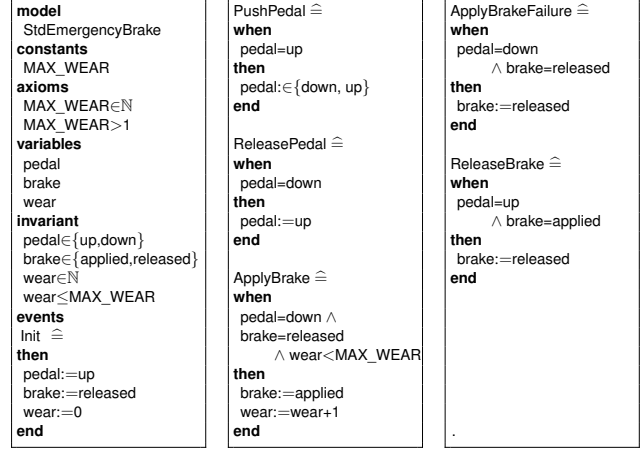 model
StdEmergencyBrake
constants
MAX_WEAR
axioms
MAX_WEAR∈ℕ
MAX_WEAR>1
variables
pedal
brake
wear
invariant
pedal∈{up,down}
brake∈{applied,released}
wear∈ℕ
wear≤MAX_WEAR
events
Init ≙
then
pedal:=up
brake:=released
wear:=0
end
PushPedal ≙
when
pedal=up
then
pedal:∈{down, up}
end
ReleasePedal ≙
when
pedal=down
then
pedal:=up
end
ApplyBrake ≙
when
pedal=down ∧
brake=released
∧ wear<MAX_WEAR
then
brake:=applied
wear:=wear+1
end
ApplyBrakeFailure ≙
when
pedal=down
∧ brake=released
then
brake:=released
end
ReleaseBrake ≙
when
pedal=up
∧ brake=applied
then
brake:=released
end
.